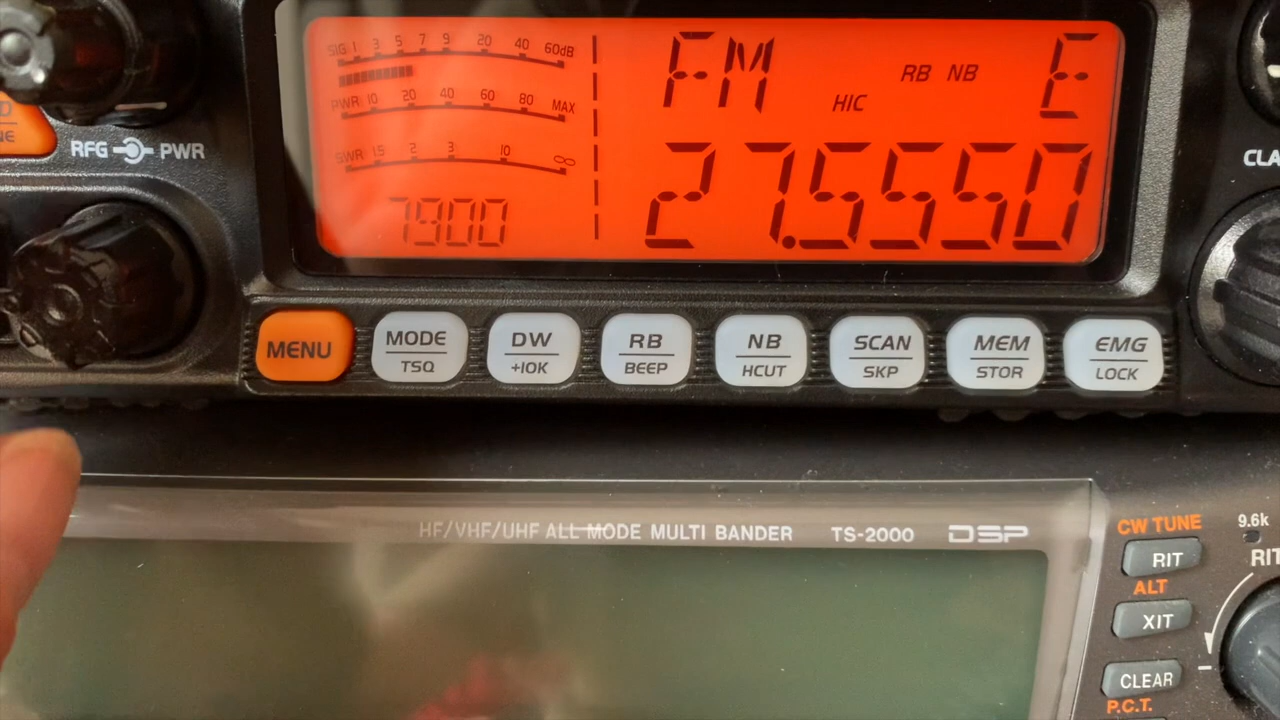 SIG 1 3 5 7 9 20 40 60dB
PWR 10 20 40 60 80 MAX
SWR 1.5 2 3 10 ∞
7900
FM HIC RB NB E
27.5550
RFG PWR
CLA
MENU
MODE
TSQ
DW
+10K
RB
BEEP
NB
HCUT
SCAN
SKP
MEM
STOR
EMG
LOCK
HF/VHF/UHF ALL MODE MULTI BANDER TS-2000 DSP
CW TUNE
RIT
ALT
XIT
CLEAR
P.C.T.
9.6k
RIT